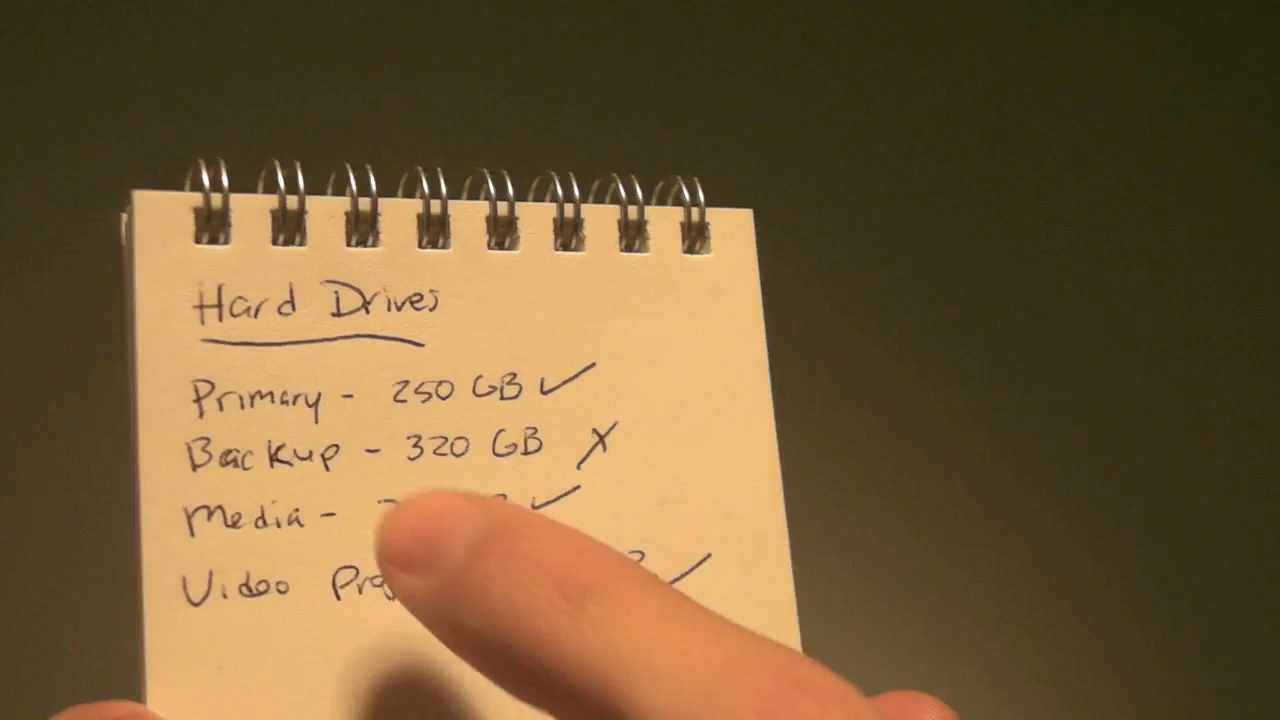 Hard Drives
Primary - 250 GB ✓
Backup - 320 GB X
Media - ✓
Video ✓